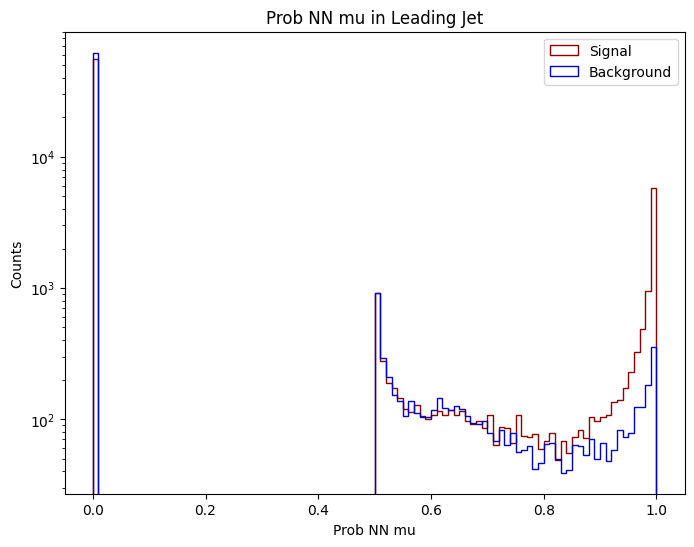 Prob NN mu in Leading Jet
Signal
Background
Counts
10^4
10^3
10^2
0.0 0.2 0.4 0.6 0.8 1.0
Prob NN mu